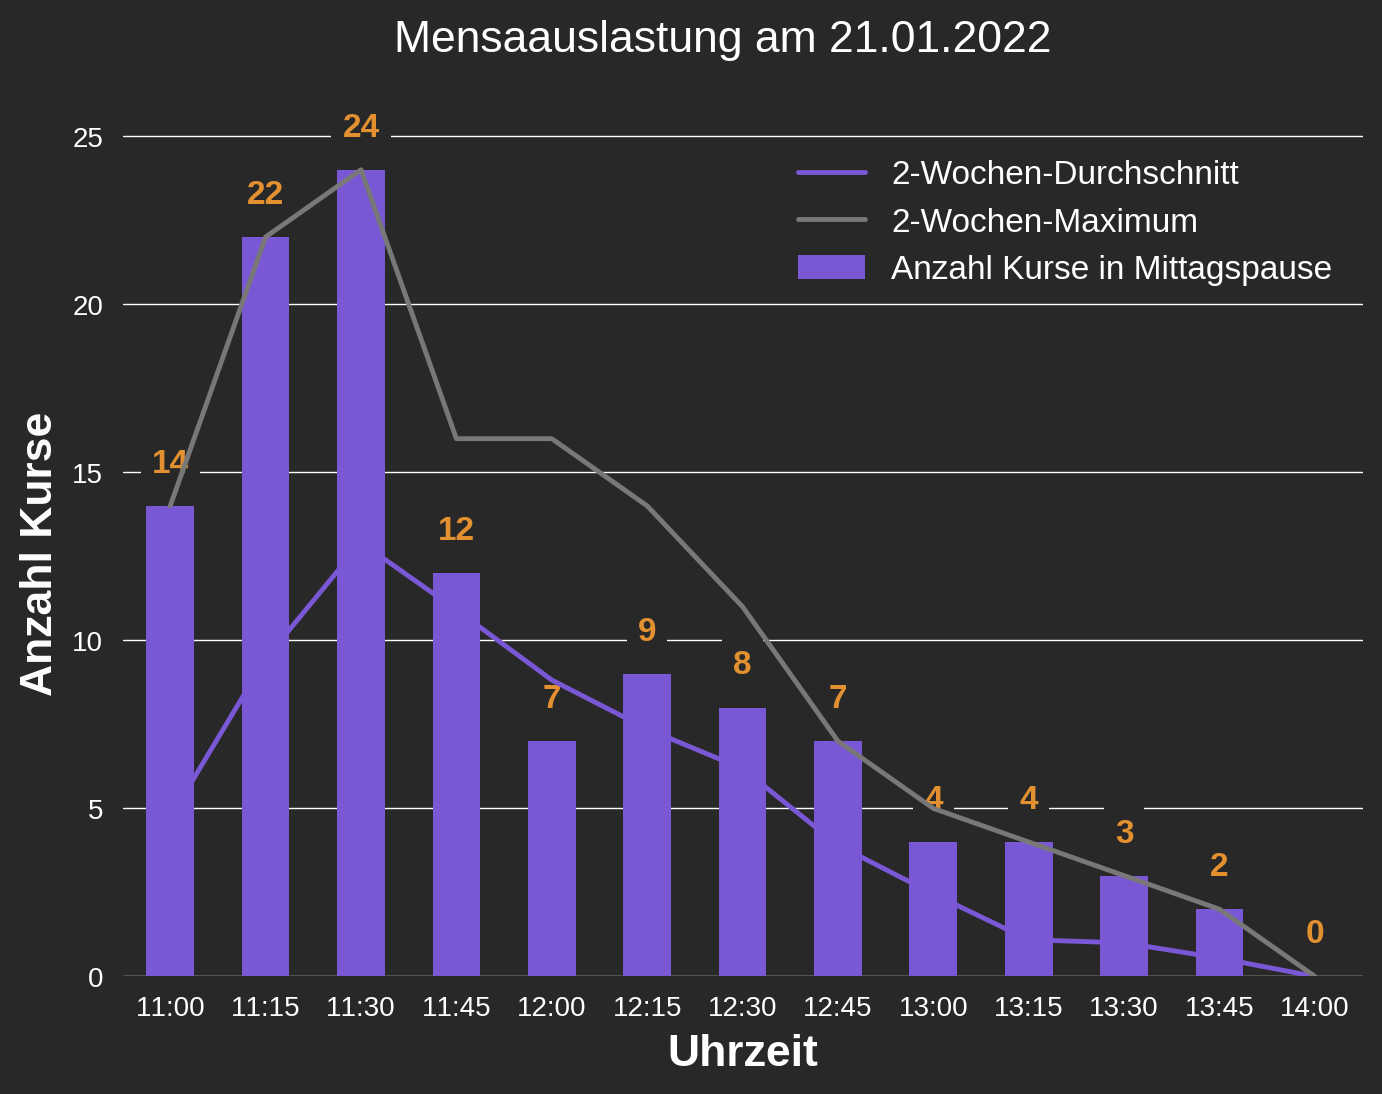 Mensaauslastung am 21.01.2022
25
20
15
10
5
0
Anzahl Kurse
24
22
14
12
7
9
8
7
4
4
3
2
0
2-Wochen-Durchschnitt
2-Wochen-Maximum
Anzahl Kurse in Mittagspause
11:00 11:15 11:30 11:45 12:00 12:15 12:30 12:45 13:00 13:15 13:30 13:45 14:00
Uhrzeit